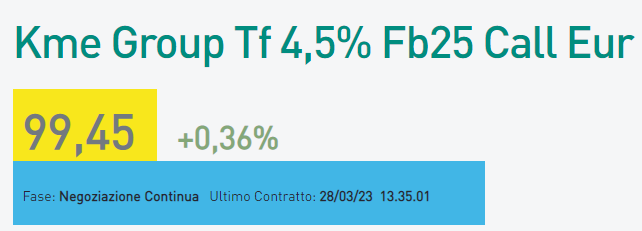 Kme Group Tf 4,5% Fb25 Call Eur
99,45 +0,36%
Fase: Negoziazione Continua Ultimo Contratto: 28/03/23 13.35.01